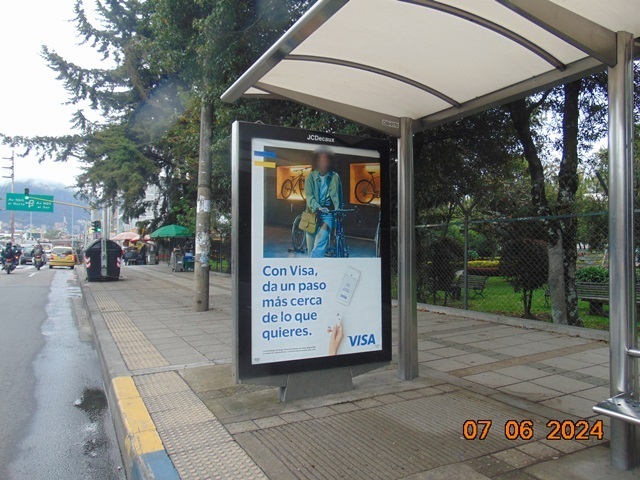 JCDecaux
Con Visa,
da un paso
más cerca
de lo que
quieres.
VISA
07 06 2024